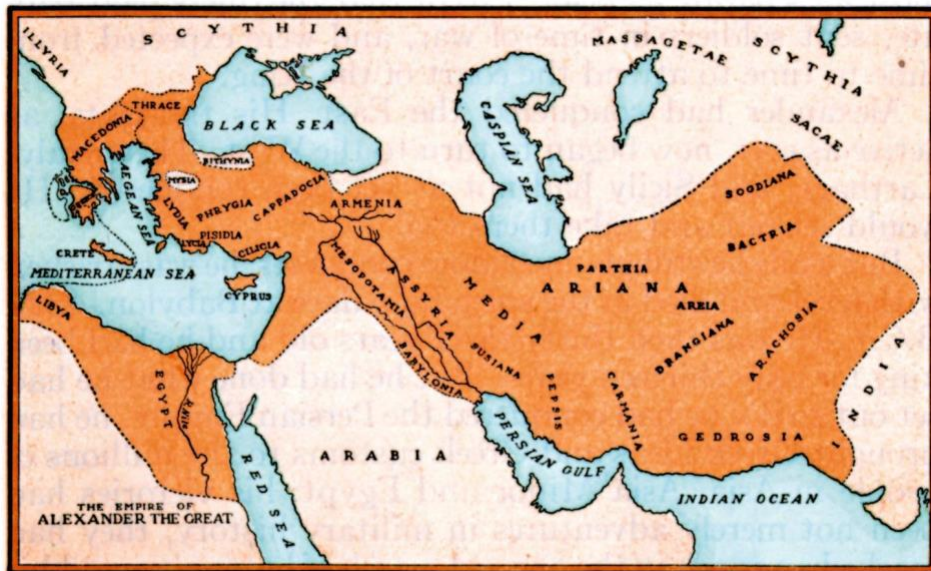 SCYTHIA
ILLYRIA
MASSAGETAE
SCYTHIA
THRACE
MACEDONIA
BLACK SEA
CASPIAN SEA
SACAE
BITHYNIA
MYSIA
AEGEAN SEA
SOGDIANA
LYDIA
PHRYGIA
CAPPADOCIA
ARMENIA
BACTRIA
PISIDIA
LYCIA
CILICIA
CRETE
MEDITERRANEAN SEA
CYPRUS
MESOPOTAMIA
ASSYRIA
MEDIA
PARTHIA
ARIANA
AREIA
LIBYA
BABYLONIA
SUSIANA
DRANGIANA
ARACHOSIA
INDIA
EGYPT
R. NILE
CARMANIA
GEDROSIA
ARABIA
PERSIAN GULF
RED SEA
INDIAN OCEAN
THE EMPIRE OF
ALEXANDER THE GREAT